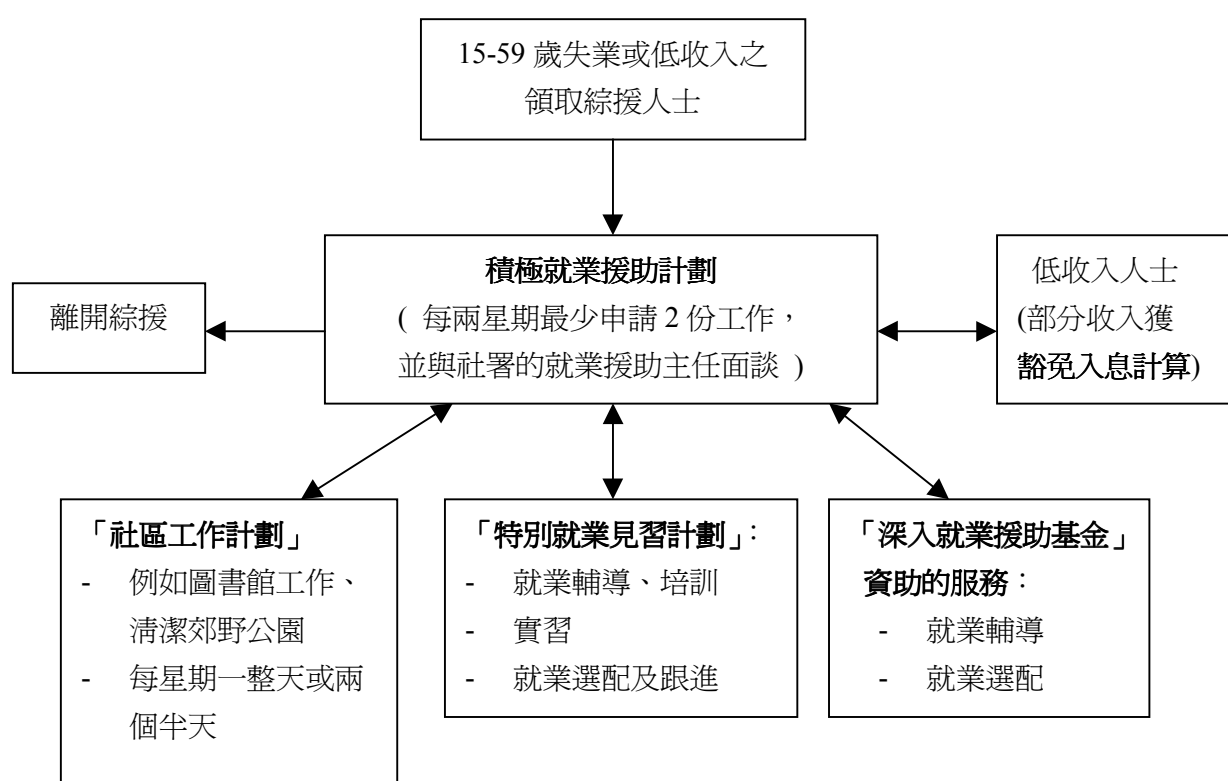 15-59 歲失業或低收入之
領取綜援人士
積極就業援助計劃
( 每兩星期最少申請 2 份工作，
並與社署的就業援助主任面談 )
離開綜援
低收入人士
(部分收入獲
豁免入息計算)
「社區工作計劃」
- 例如圖書館工作、
清潔郊野公園
- 每星期一整天或兩
個半天
「特別就業見習計劃」：
- 就業輔導、培訓
- 實習
- 就業選配及跟進
「深入就業援助基金」
資助的服務：
- 就業輔導
- 就業選配